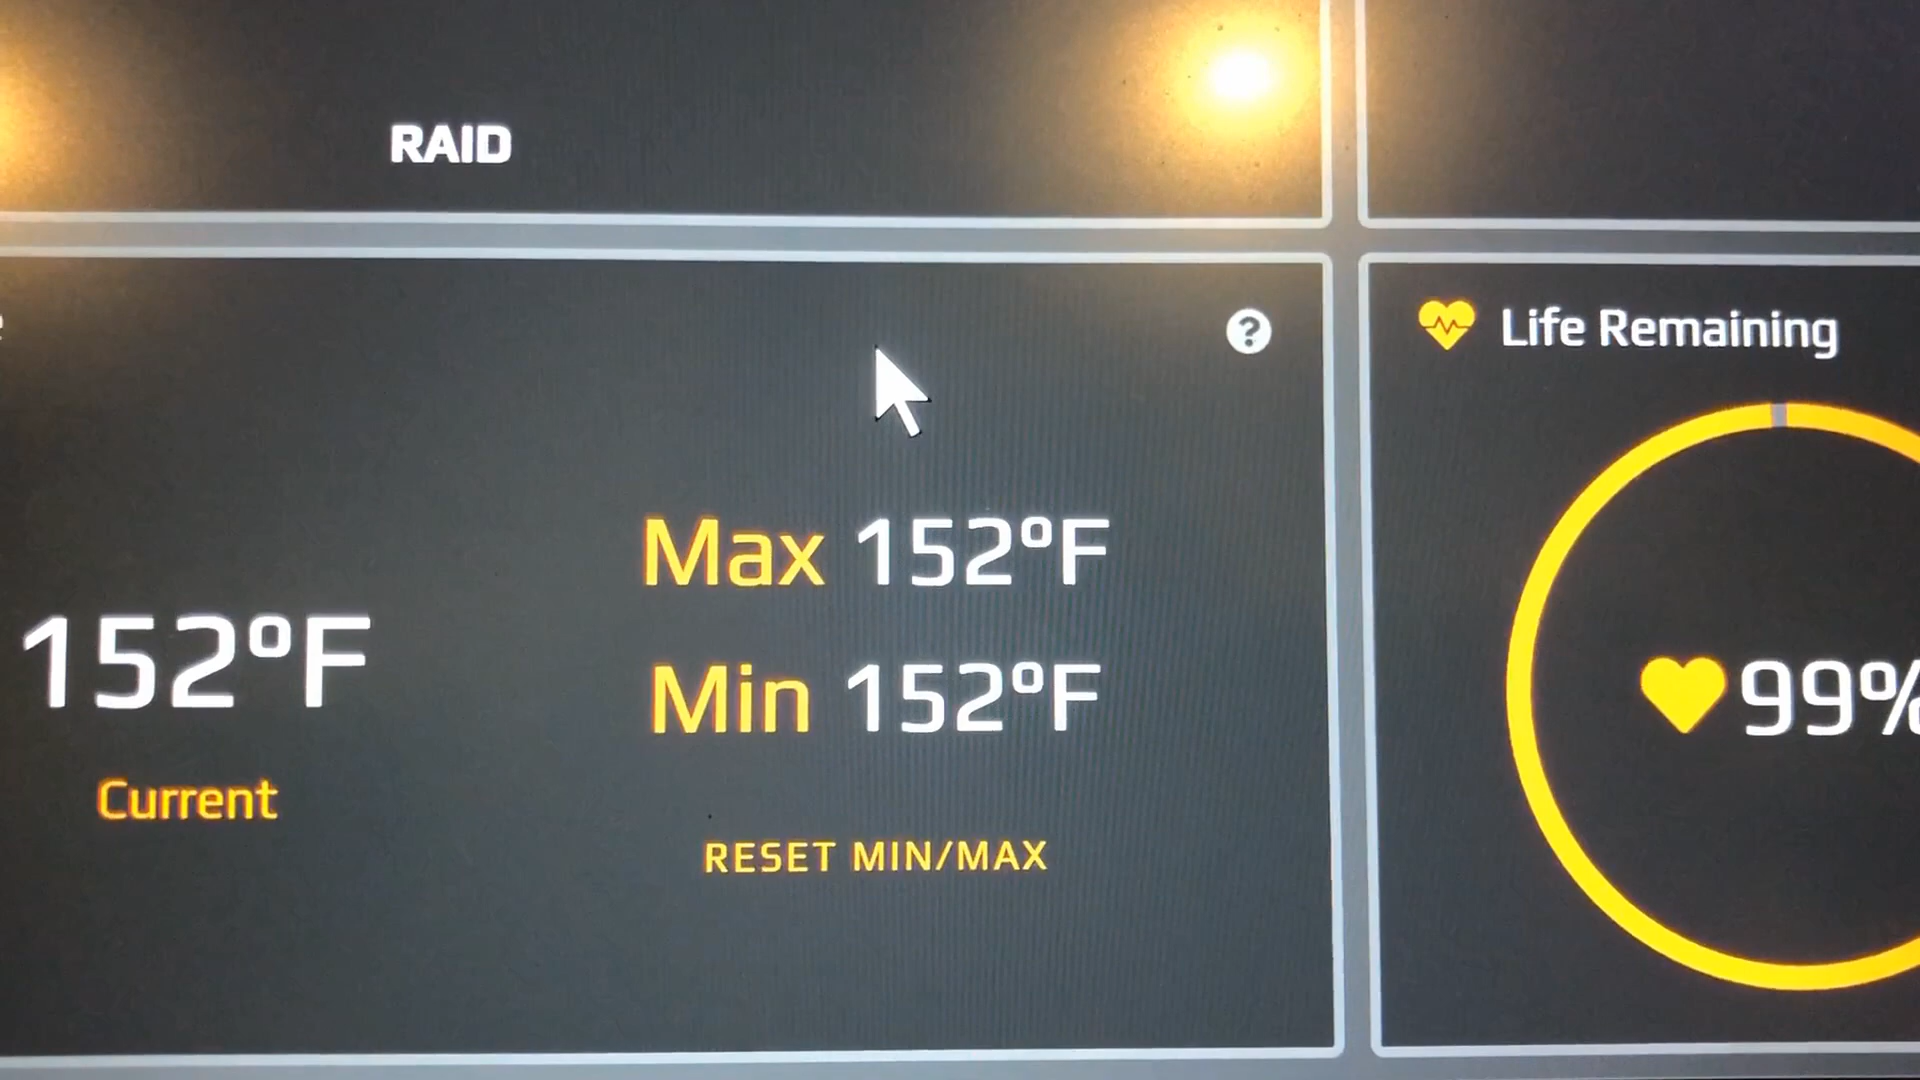 RAID
Life Remaining
Max 152°F
152°F
Min 152°F
99%
Current
RESET MIN/MAX